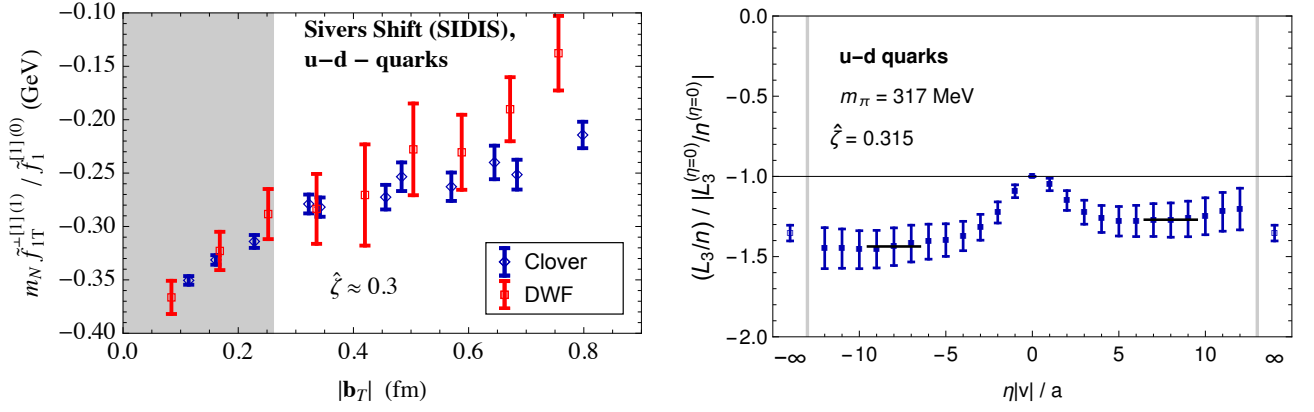 Sivers Shift (SIDIS),
u−d − quarks
m_N f̃_{1T}^{⊥[1](1)} / f̃_1^{[1](0)} (GeV)
−0.10
−0.15
−0.20
−0.25
−0.30
−0.35
−0.40
ζ̂ ≈ 0.3
Clover
DWF
0.0 0.2 0.4 0.6 0.8
|b_T| (fm)
(L_3/n) / |L_3^{(η=0)}/n^{(η=0)}|
0.0
−0.5
−1.0
−1.5
−2.0
u−d quarks
m_π = 317 MeV
ζ̂ = 0.315
−∞ −10 −5 0 5 10 ∞
η|v| / a